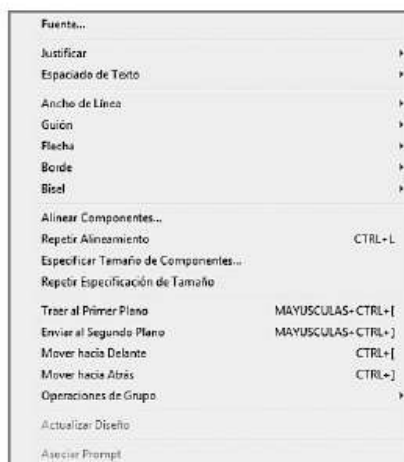 Fuente...
Justificar
Espaciado de Texto
Ancho de Línea
Guión
Flecha
Borde
Bisel
Alinear Componentes...
Repetir Alineamiento CTRL+L
Especificar Tamaño de Componentes...
Repetir Especificación de Tamaño
Traer al Primer Plano MAYUSCULAS+CTRL+[
Enviar al Segundo Plano MAYUSCULAS+CTRL+]
Mover hacia Delante CTRL+[
Mover hacia Atrás CTRL+]
Operaciones de Grupo
Actualizar Diseño
Asociar Prompt